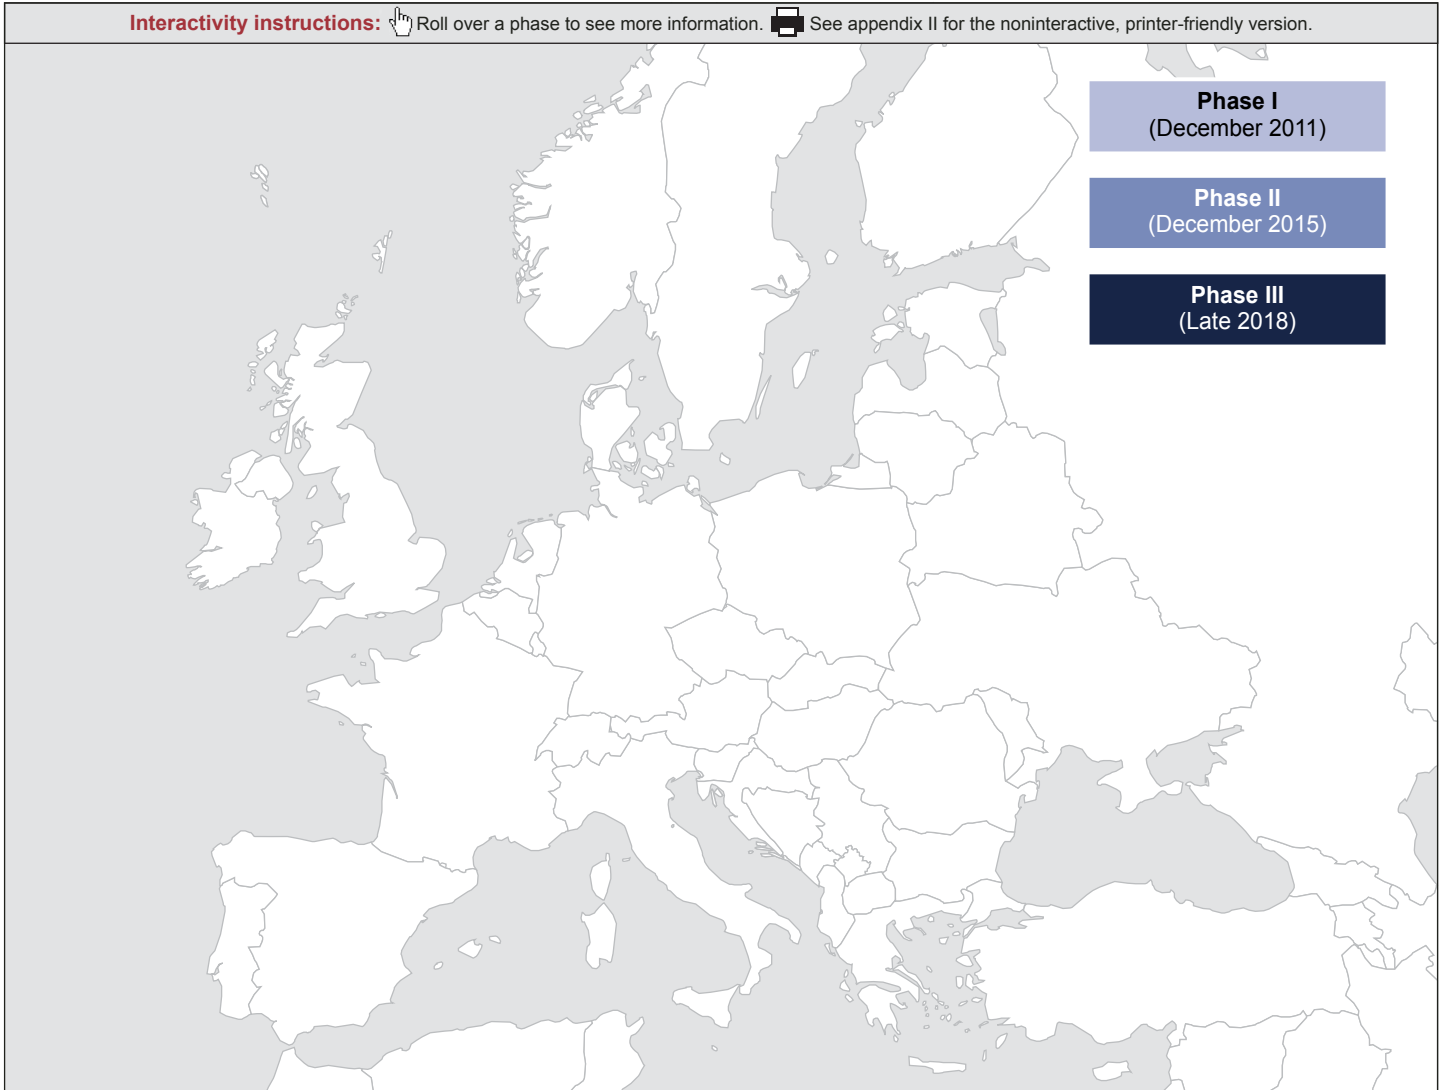 Interactivity instructions: Roll over a phase to see more information. See appendix II for the noninteractive, printer-friendly version.
Phase I
(December 2011)
Phase II
(December 2015)
Phase III
(Late 2018)